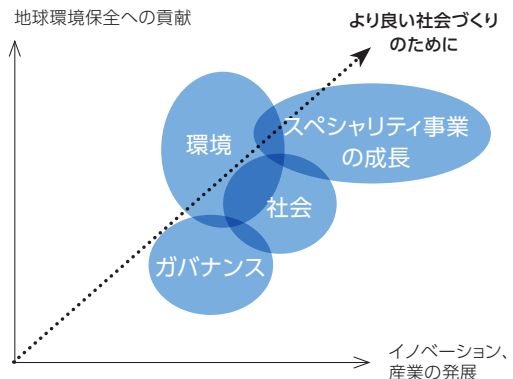 地球環境保全への貢献
より良い社会づくり
のために
環境
スペシャリティ事業
の成長
社会
ガバナンス
イノベーション、
産業の発展